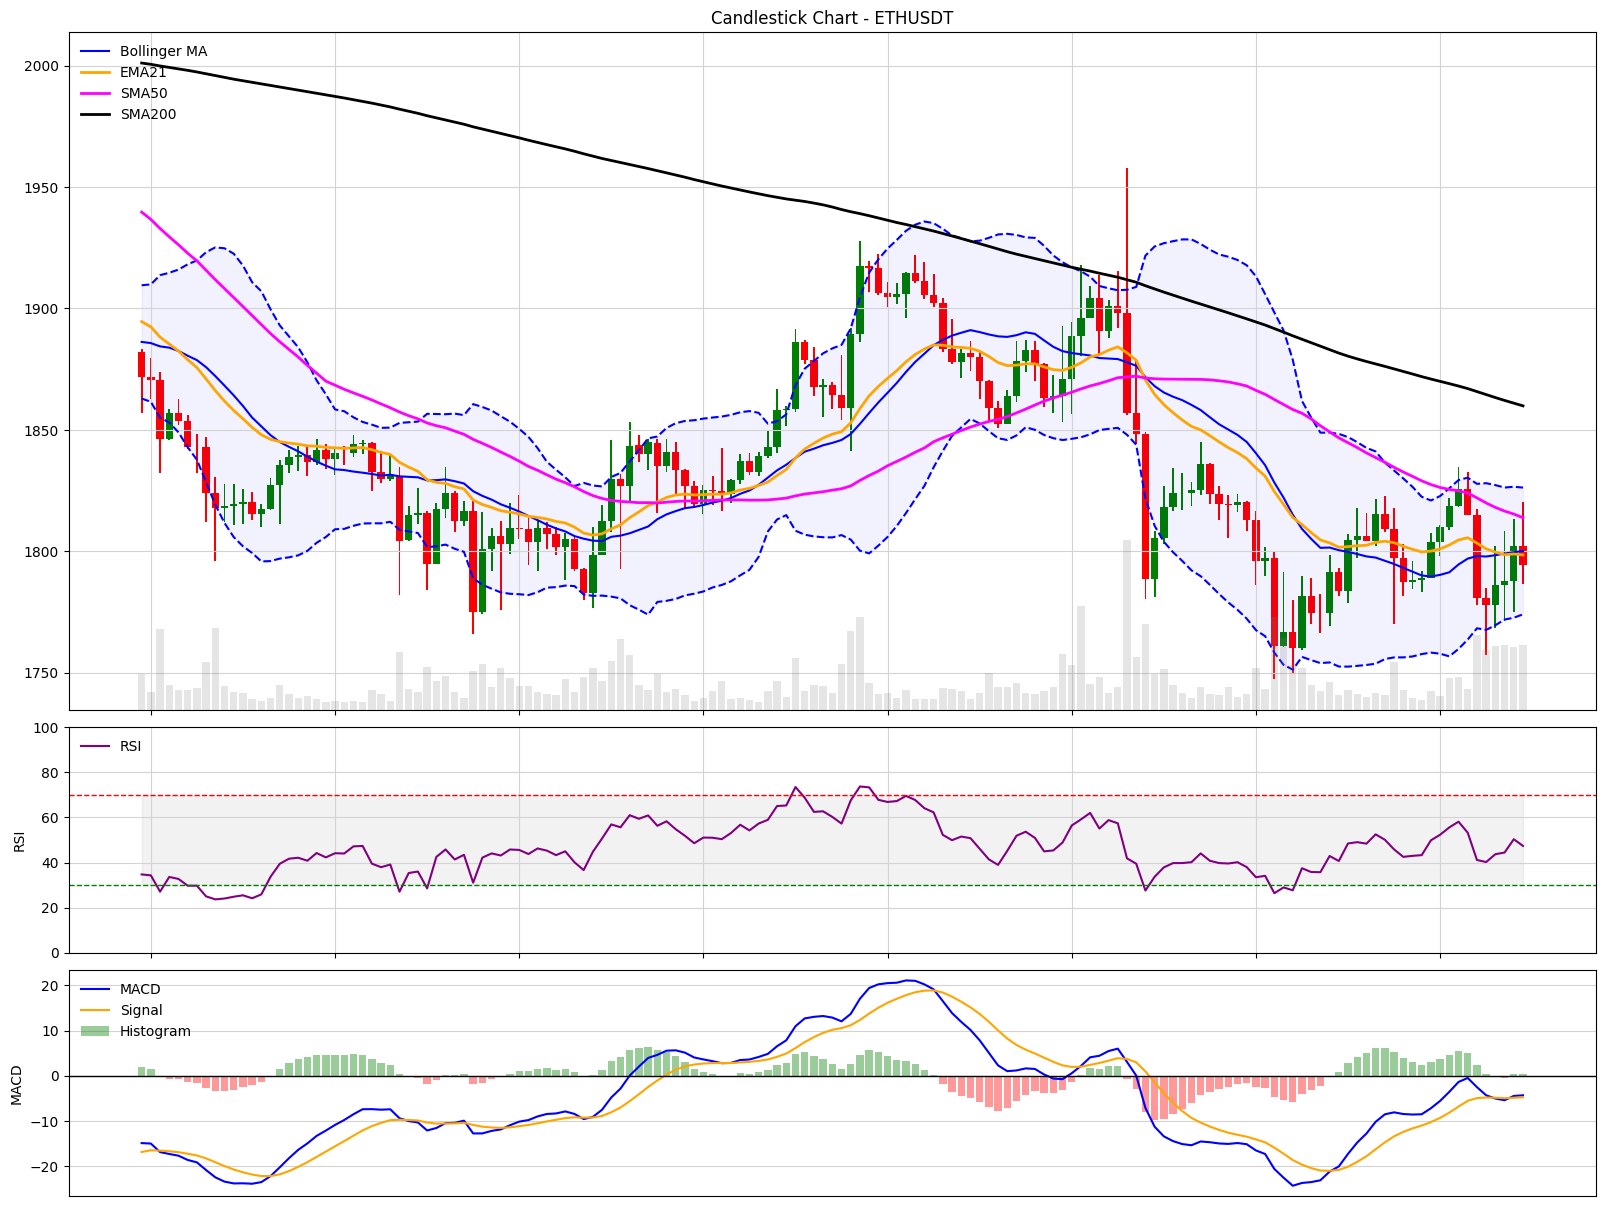 Candlestick Chart - ETHUSDT
Bollinger MA
EMA21
SMA50
SMA200
2000
1950
1900
1850
1800
1750
RSI
100
80
60
40
20
0
RSI
MACD
Signal
Histogram
20
10
0
−10
−20
MACD